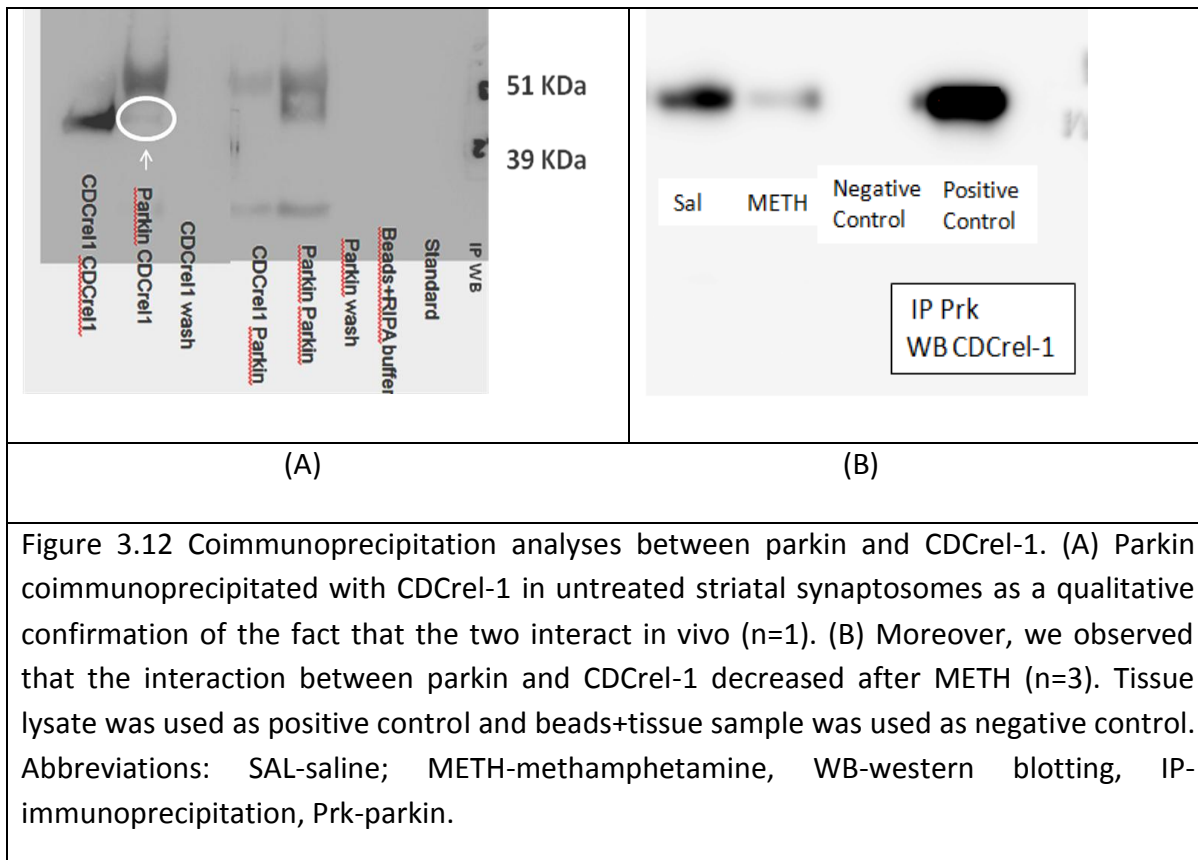 51 KDa
39 KDa
CDCrel1 CDCrel1
Parkin CDCrel1
CDCrel1 wash
CDCrel1 Parkin
Parkin Parkin
Parkin wash
Beads+RIPA buffer
Standard
IP WB
Sal
METH
Negative
Control
Positive
Control
IP Prk
WB CDCrel-1
(A)
(B)
Figure 3.12 Coimmunoprecipitation analyses between parkin and CDCrel-1. (A) Parkin
coimmunoprecipitated with CDCrel-1 in untreated striatal synaptosomes as a qualitative
confirmation of the fact that the two interact in vivo (n=1). (B) Moreover, we observed
that the interaction between parkin and CDCrel-1 decreased after METH (n=3). Tissue
lysate was used as positive control and beads+tissue sample was used as negative control.
Abbreviations: SAL-saline; METH-methamphetamine, WB-western blotting, IP-
immunoprecipitation, Prk-parkin.